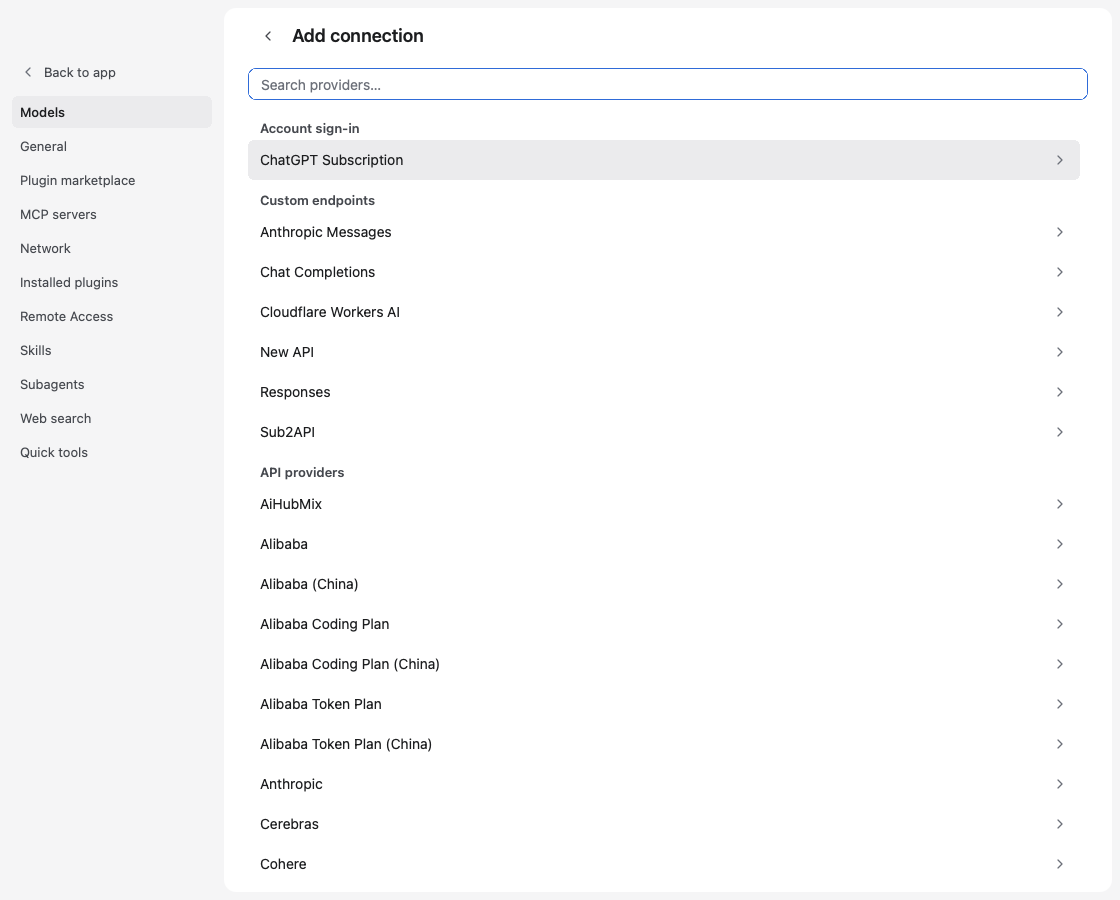 Add connection
Back to app
Models
General
Plugin marketplace
MCP servers
Network
Installed plugins
Remote Access
Skills
Subagents
Web search
Quick tools
Search providers...
Account sign-in
ChatGPT Subscription
Custom endpoints
Anthropic Messages
Chat Completions
Cloudflare Workers AI
New API
Responses
Sub2API
API providers
AiHubMix
Alibaba
Alibaba (China)
Alibaba Coding Plan
Alibaba Coding Plan (China)
Alibaba Token Plan
Alibaba Token Plan (China)
Anthropic
Cerebras
Cohere